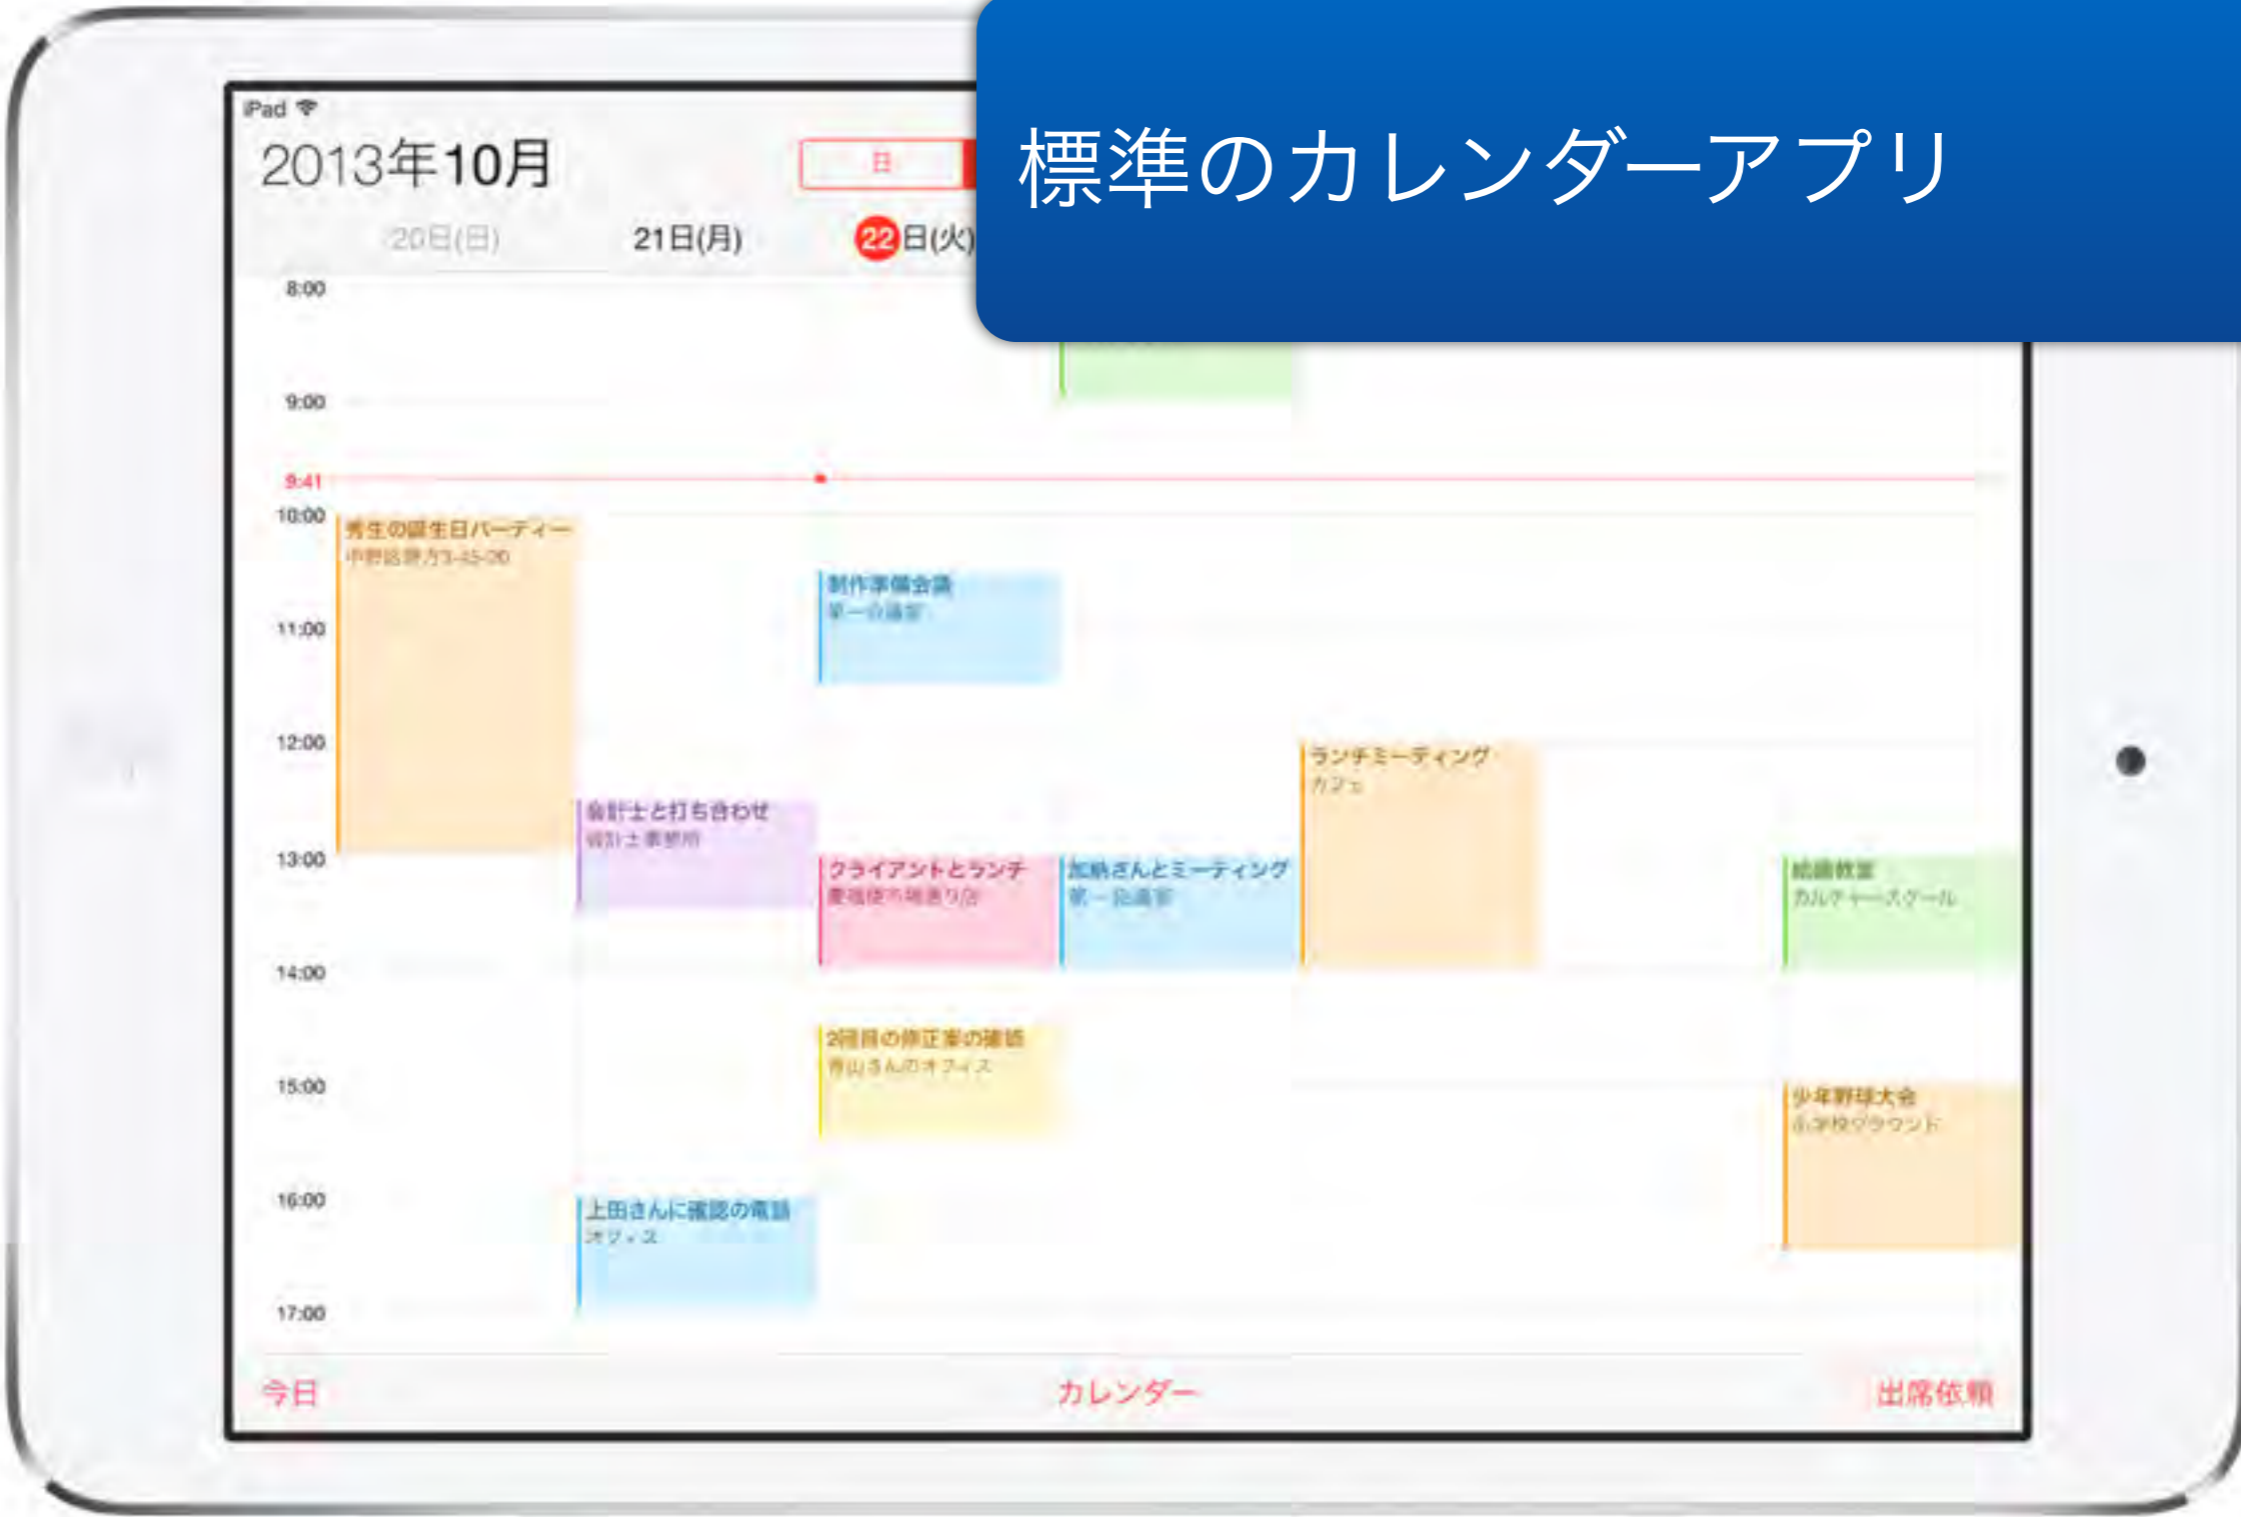 標準のカレンダーアプリ
iPad
2013年10月
日
20日(日)
21日(月)
22日(火)
8:00
9:00
9:41
10:00
秀生の誕生日パーティー
11:00
制作準備会議
第一会議室
12:00
ランチミーティング
カフェ
会計士と打ち合わせ
会計士事務所
13:00
クライアントとランチ
加納さんとミーティング
第一会議室
絵画教室
カルチャースクール
14:00
2回目の修正案の確認
青山さんのオフィス
15:00
少年野球大会
小学校グラウンド
16:00
上田さんに確認の電話
オフィス
17:00
今日
カレンダー
出席依頼